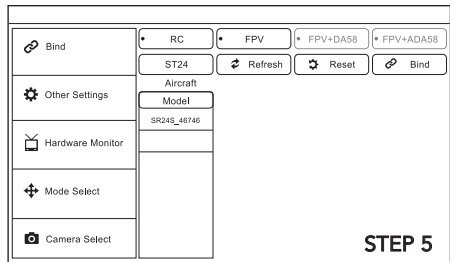 Bind
Other Settings
Hardware Monitor
Mode Select
Camera Select
RC FPV FPV+DA58 FPV+ADA58
ST24 Refresh Reset Bind
Aircraft
Model
SR24S_46746
STEP 5